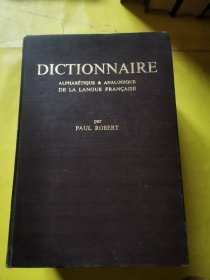 DICTIONNAIRE
ALPHABÉTIQUE & ANALOGIQUE
DE LA LANGUE FRANÇAISE
par
PAUL ROBERT